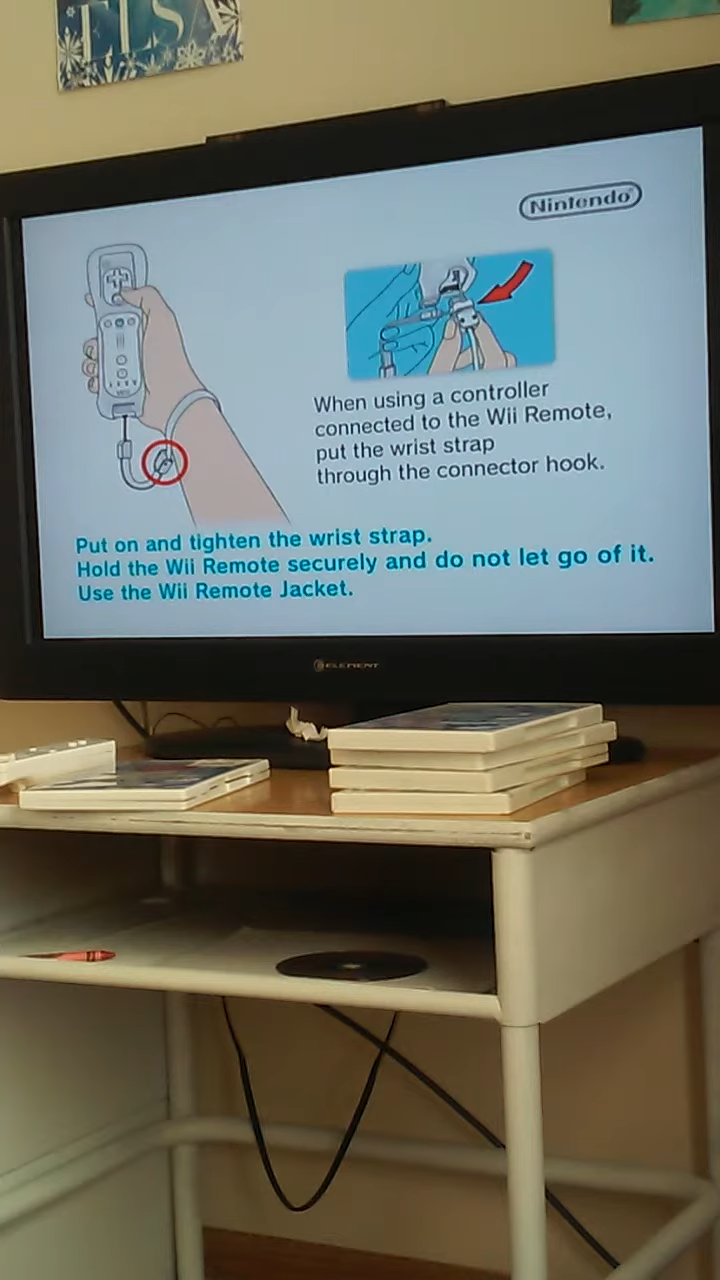 ELSA
Nintendo
When using a controller
connected to the Wii Remote,
put the wrist strap
through the connector hook.
Put on and tighten the wrist strap.
Hold the Wii Remote securely and do not let go of it.
Use the Wii Remote Jacket.
ELEMENT